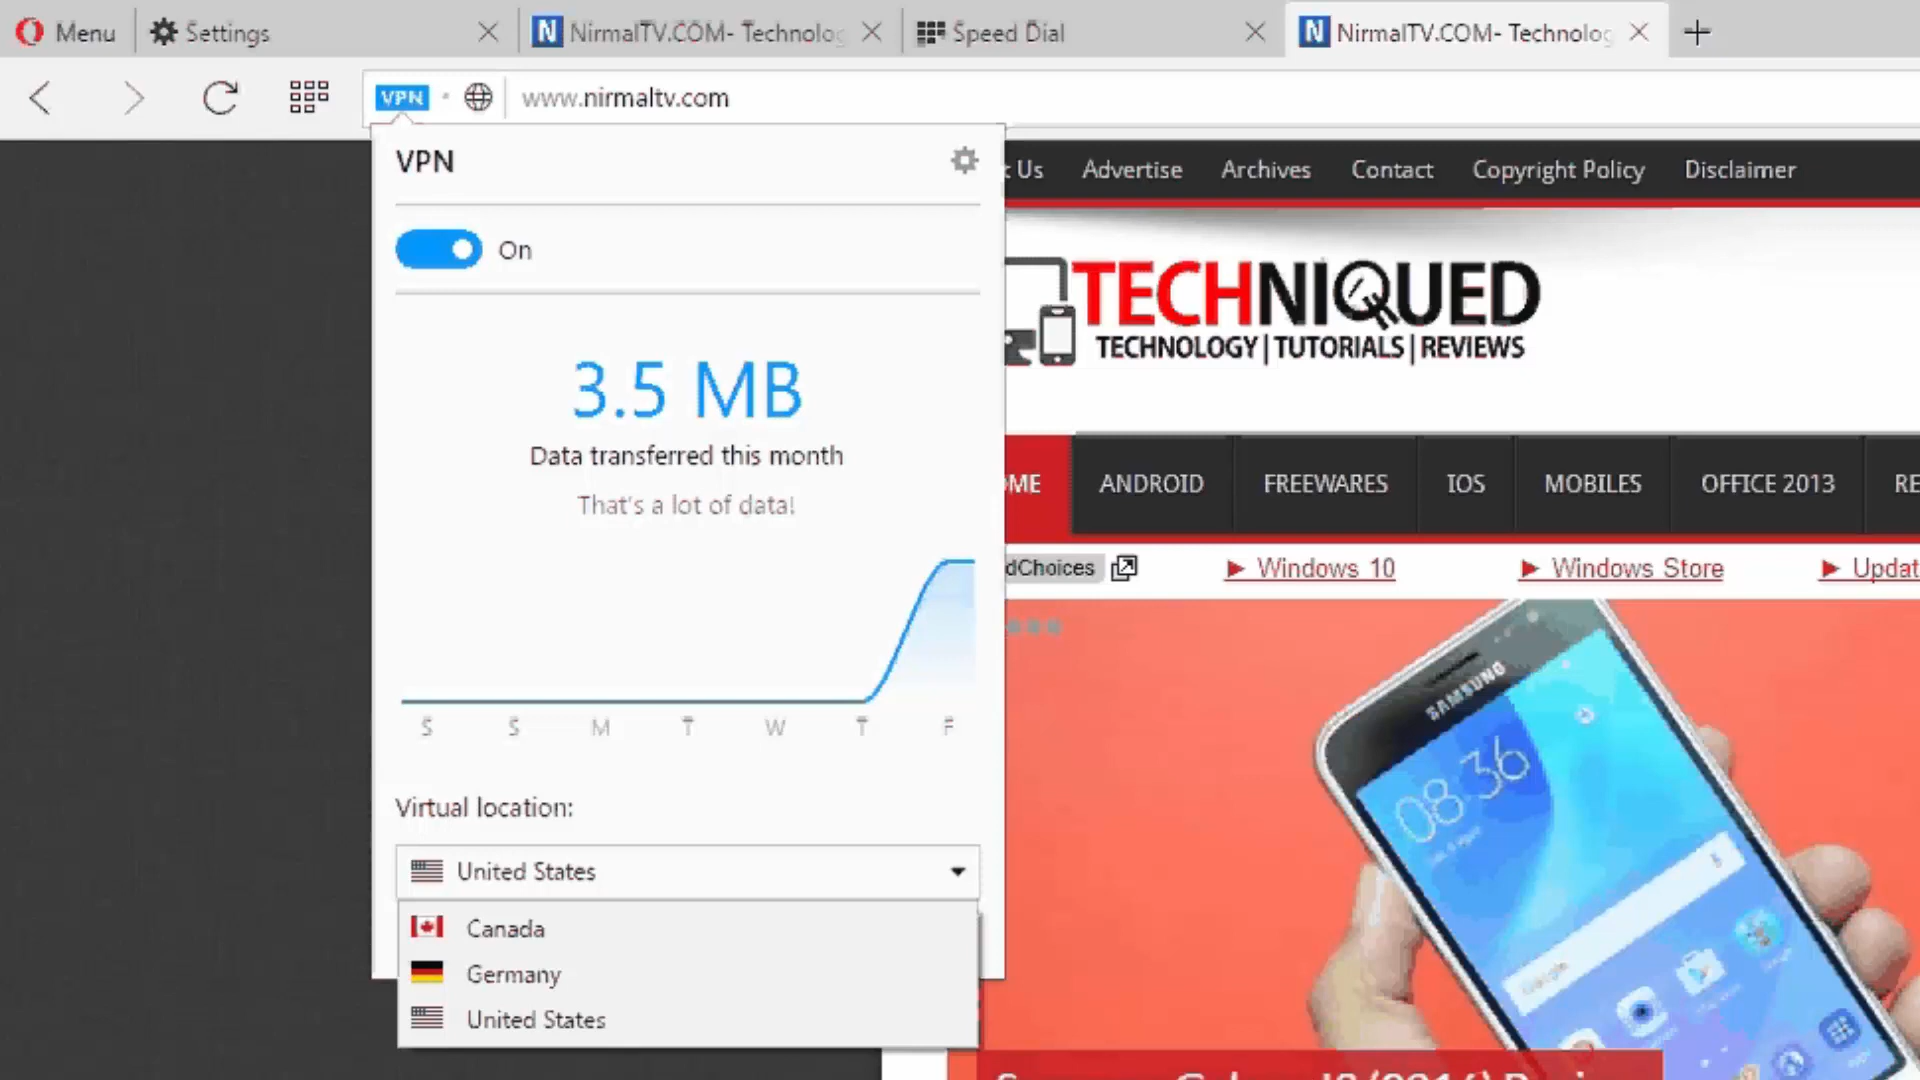 Menu
Settings
NirmalTV.COM- Technolog
Speed Dial
NirmalTV.COM- Technolog
VPN
www.nirmaltv.com
VPN
On
3.5 MB
Data transferred this month
That's a lot of data!
S S M T W T F
Virtual location:
United States
Canada
Germany
United States
t Us Advertise Archives Contact Copyright Policy Disclaimer
TECHNIQUED
TECHNOLOGY | TUTORIALS | REVIEWS
OME ANDROID FREEWARES IOS MOBILES OFFICE 2013 RE
dChoices
Windows 10
Windows Store
Updat
SAMSUNG
08:36
Google